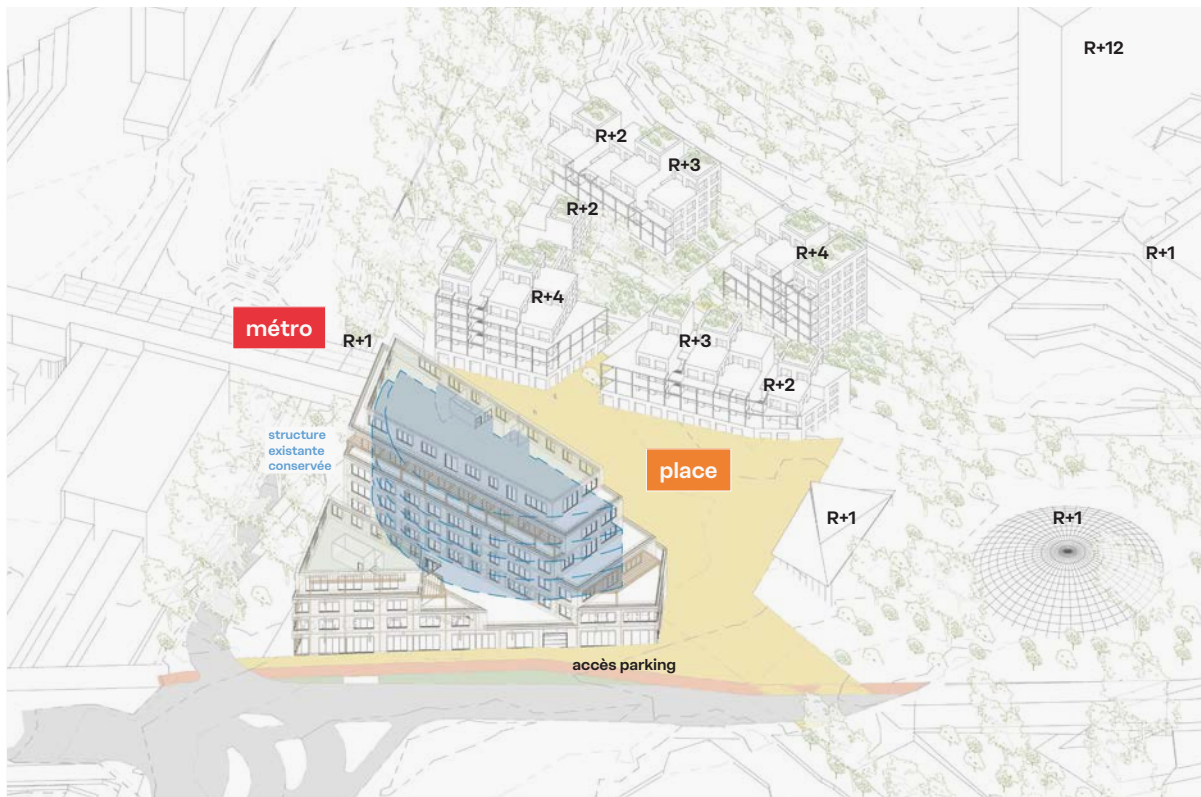 R+12
R+2
R+3
R+2
R+4
R+1
R+4
métro
R+1
R+3
R+2
structure
existante
conservée
place
R+1
R+1
accès parking